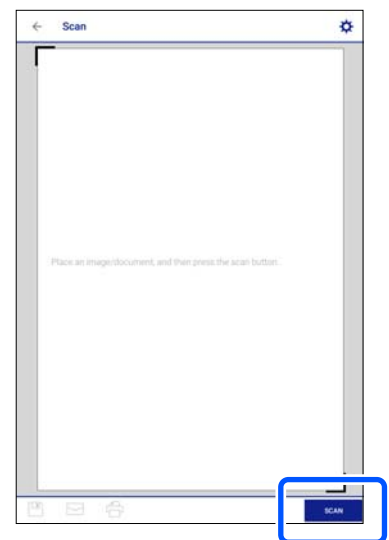 Scan
Place an image/document, and then press the scan button.
SCAN